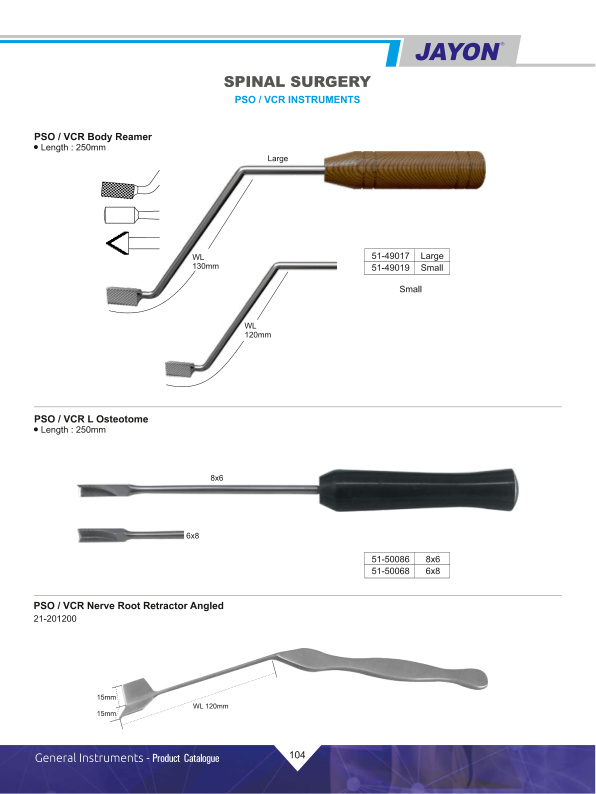 JAYON®
SPINAL SURGERY
PSO / VCR INSTRUMENTS
PSO / VCR Body Reamer
● Length : 250mm
Large
WL
130mm
51-49017 Large
51-49019 Small
Small
WL
120mm
PSO / VCR L Osteotome
● Length : 250mm
8x6
6x8
51-50086 8x6
51-50068 6x8
PSO / VCR Nerve Root Retractor Angled
21-201200
15mm
15mm
WL 120mm
General Instruments - Product Catalogue
104